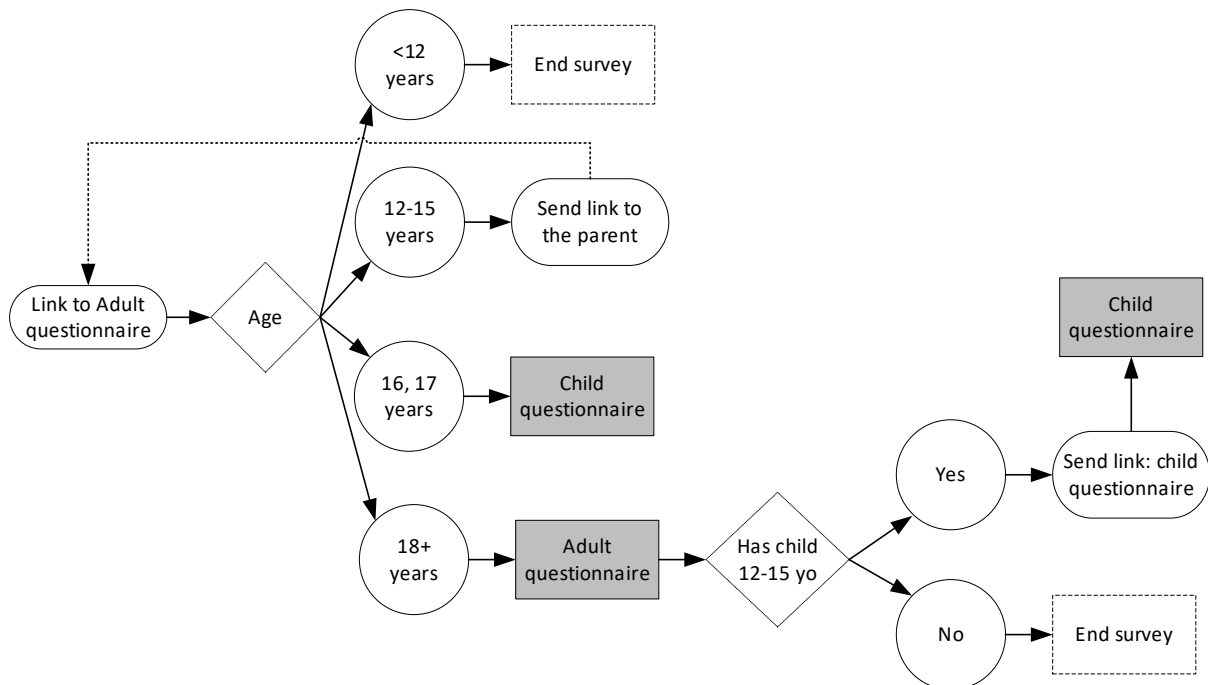 <12
years
End survey
12-15
years
Send link to
the parent
Link to Adult
questionnaire
Age
16, 17
years
Child
questionnaire
18+
years
Adult
questionnaire
Has child
12-15 yo
Yes
Send link: child
questionnaire
Child
questionnaire
No
End survey